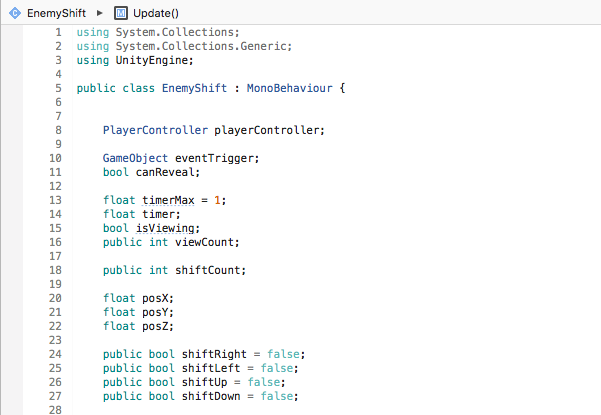 EnemyShift ▸ M Update()
1 using System.Collections;
2 using System.Collections.Generic;
3 using UnityEngine;
4
5 public class EnemyShift : MonoBehaviour {
6
7
8 PlayerController playerController;
9
10 GameObject eventTrigger;
11 bool canReveal;
12
13 float timerMax = 1;
14 float timer;
15 bool isViewing;
16 public int viewCount;
17
18 public int shiftCount;
19
20 float posX;
21 float posY;
22 float posZ;
23
24 public bool shiftRight = false;
25 public bool shiftLeft = false;
26 public bool shiftUp = false;
27 public bool shiftDown = false;
28